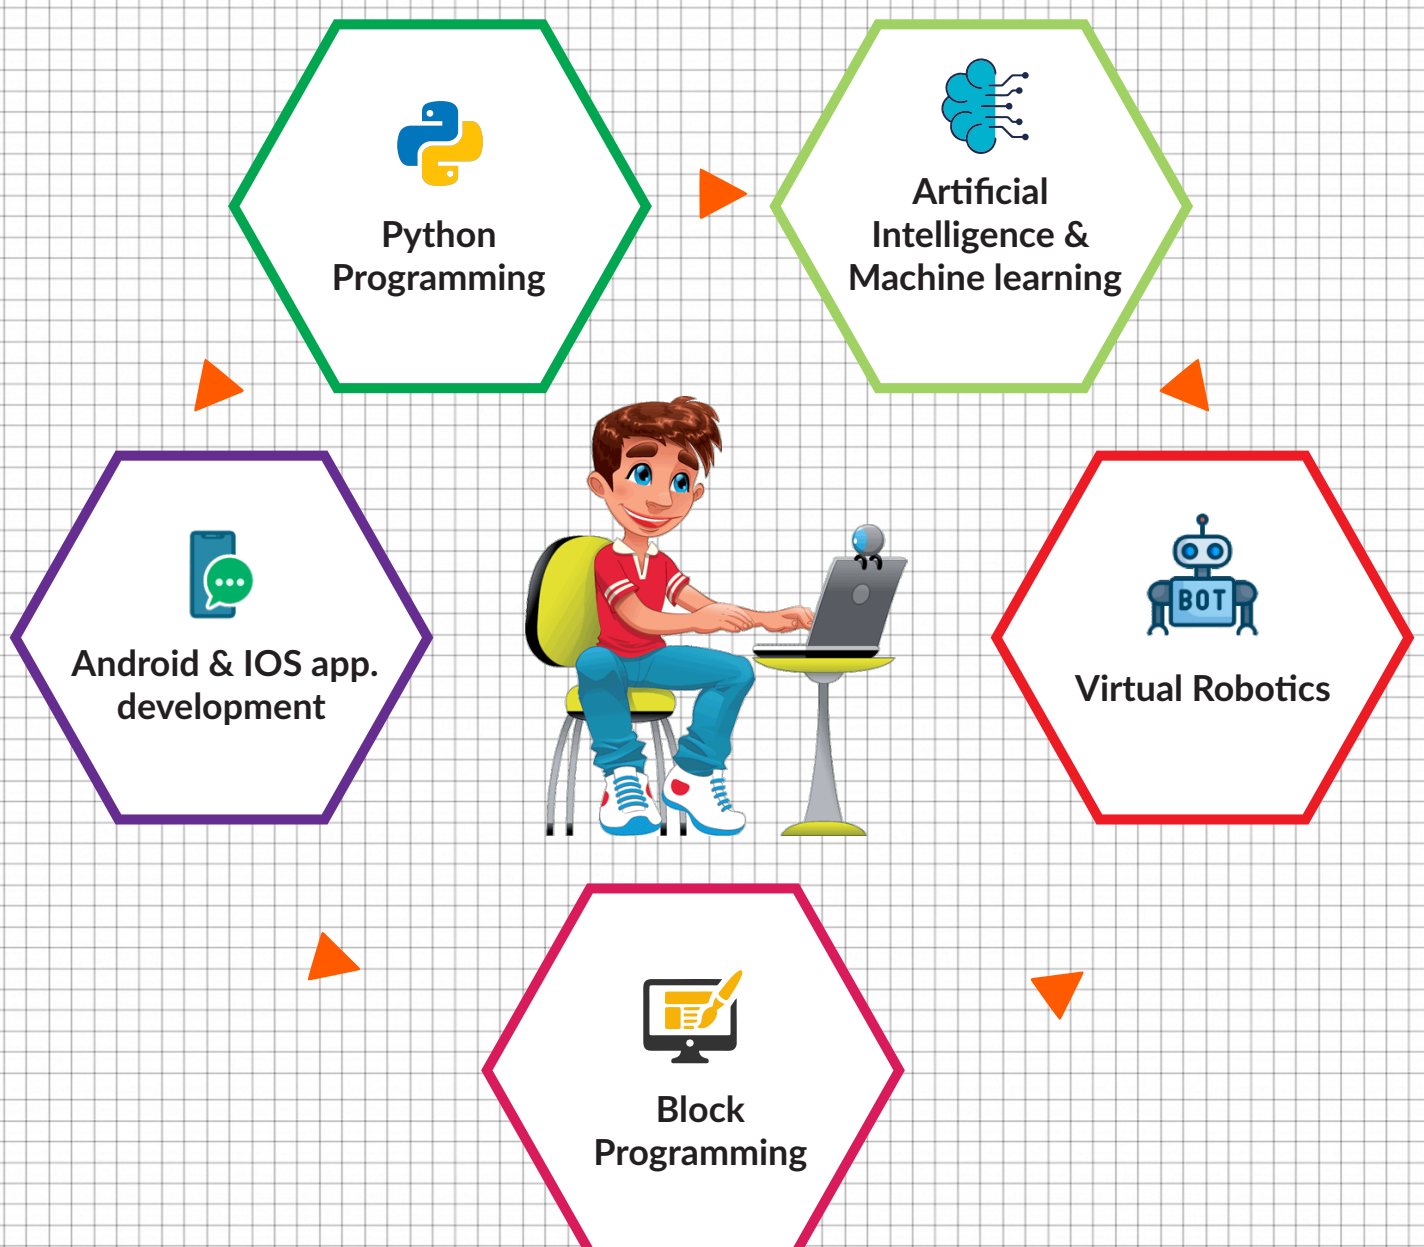 Python
Programming
Artificial
Intelligence &
Machine learning
Android & IOS app.
development
BOT
Virtual Robotics
Block
Programming